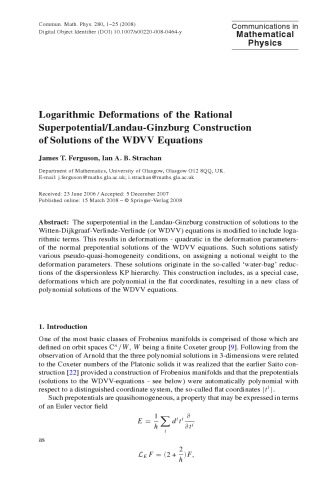 Commun. Math. Phys. 280, 1–25 (2008)
Digital Object Identifier (DOI) 10.1007/s00220-008-0464-y
Communications in
Mathematical
Physics
Logarithmic Deformations of the Rational
Superpotential/Landau-Ginzburg Construction
of Solutions of the WDVV Equations
James T. Ferguson, Ian A. B. Strachan
Department of Mathematics, University of Glasgow, Glasgow G12 8QQ, UK.
E-mail: j.ferguson@maths.gla.ac.uk; i.strachan@maths.gla.ac.uk
Received: 23 June 2006 / Accepted: 5 December 2007
Published online: 15 March 2008 – © Springer-Verlag 2008
Abstract: The superpotential in the Landau-Ginzburg construction of solutions to the
Witten-Dijkgraaf-Verlinde-Verlinde (or WDVV) equations is modified to include loga-
rithmic terms. This results in deformations - quadratic in the deformation parameters-
of the normal prepotential solutions of the WDVV equations. Such solutions satisfy
various pseudo-quasi-homogeneity conditions, on assigning a notional weight to the
deformation parameters. These solutions originate in the so-called 'water-bag' reduc-
tions of the dispersionless KP hierarchy. This construction includes, as a special case,
deformations which are polynomial in the flat coordinates, resulting in a new class of
polynomial solutions of the WDVV equations.
1. Introduction
One of the most basic classes of Frobenius manifolds is comprised of those which are
defined on orbit spaces ℂⁿ/W, W being a finite Coxeter group [9]. Following from the
observation of Arnold that the three polynomial solutions in 3-dimensions were related
to the Coxeter numbers of the Platonic solids it was realized that the earlier Saito con-
struction [22] provided a construction of Frobenius manifolds and that the prepotentials
(solutions to the WDVV-equations - see below) were automatically polynomial with
respect to a distinguished coordinate system, the so-called flat coordinates {tⁱ}.
Such prepotentials are quasihomogeneous, a property that may be expressed in terms
of an Euler vector field
E = 1/h ∑ᵢ dⁱtⁱ ∂/∂tⁱ
as
ℒ_E F = (2 + 2/h)F,